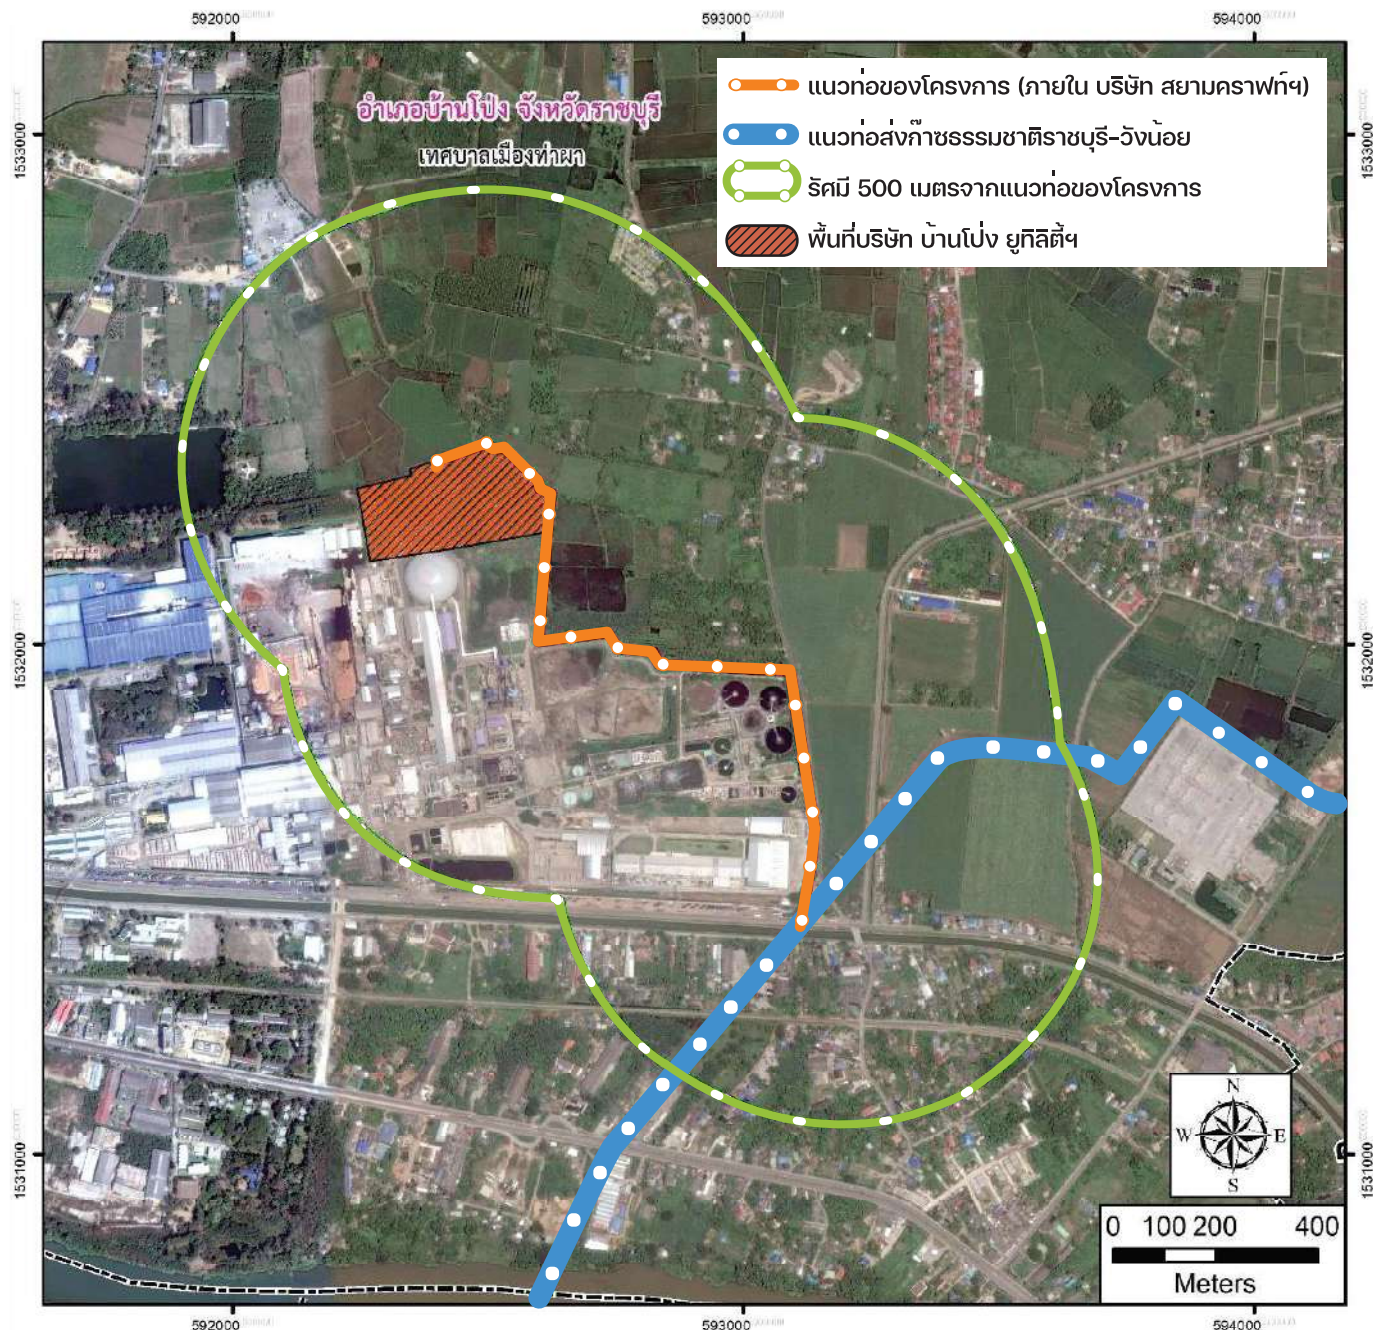 592000
593000
594000
แนวท่อของโครงการ (ภายใน บริษัท สยามคราฟท์ฯ)
แนวท่อส่งก๊าซธรรมชาติราชบุรี-วังน้อย
รัศมี 500 เมตรจากแนวท่อของโครงการ
พื้นที่บริษัท บ้านโป่ง ยูทิลิตี้ฯ
อำเภอบ้านโป่ง จังหวัดราชบุรี
เทศบาลเมืองท่าผา
1533000
1533000
1532000
1532000
1531000
1531000
N
W E
S
0 100 200 400
Meters
592000
593000
594000